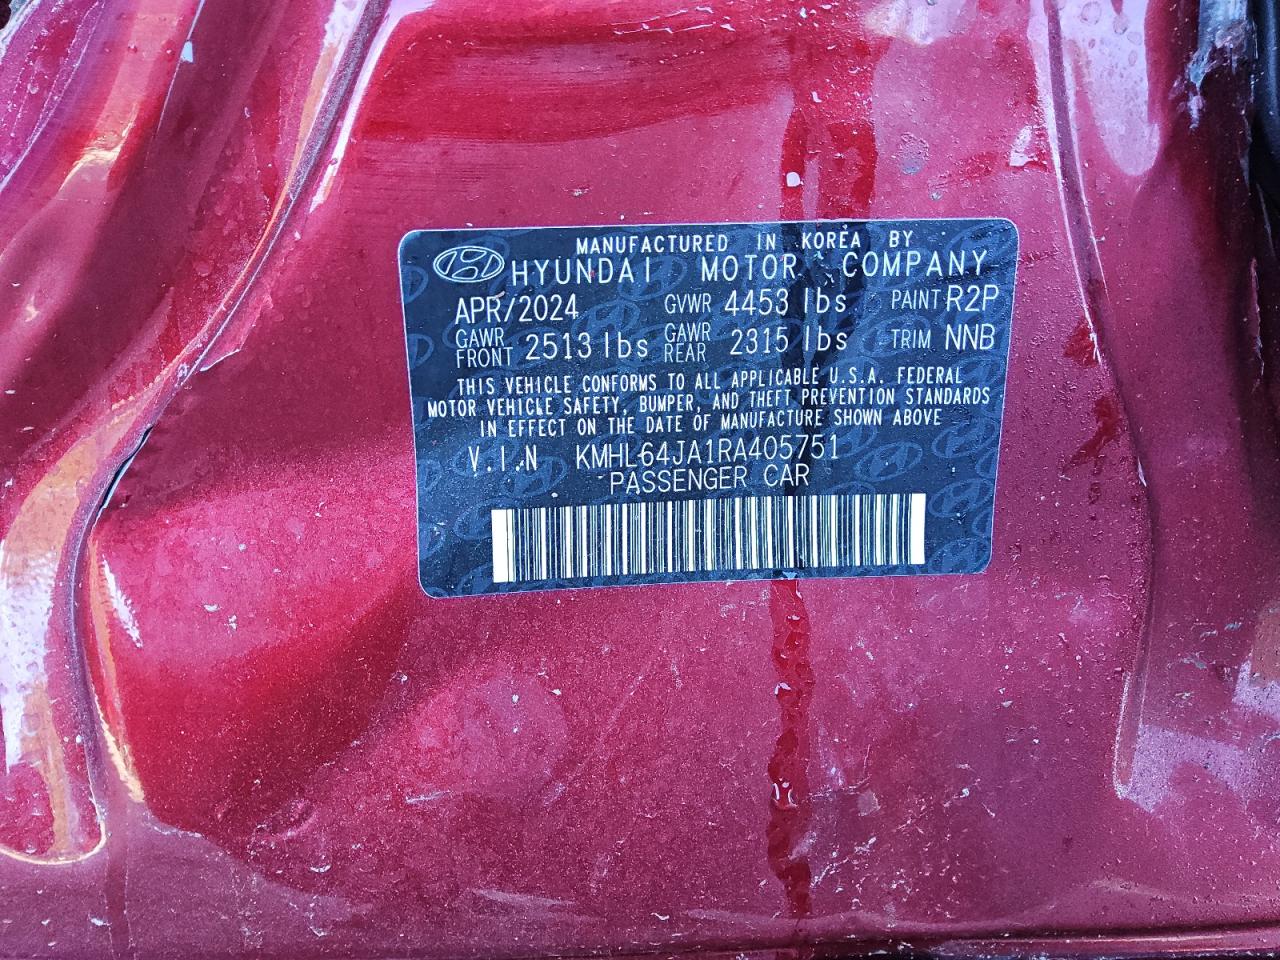 MANUFACTURED IN KOREA BY
HYUNDAI MOTOR COMPANY
APR/2024 GVWR 4453 lbs PAINT R2P
GAWR FRONT 2513 lbs GAWR REAR 2315 lbs TRIM NNB
THIS VEHICLE CONFORMS TO ALL APPLICABLE U.S.A. FEDERAL
MOTOR VEHICLE SAFETY, BUMPER, AND THEFT PREVENTION STANDARDS
IN EFFECT ON THE DATE OF MANUFACTURE SHOWN ABOVE
V.I.N KMHL64JA1RA405751
PASSENGER CAR